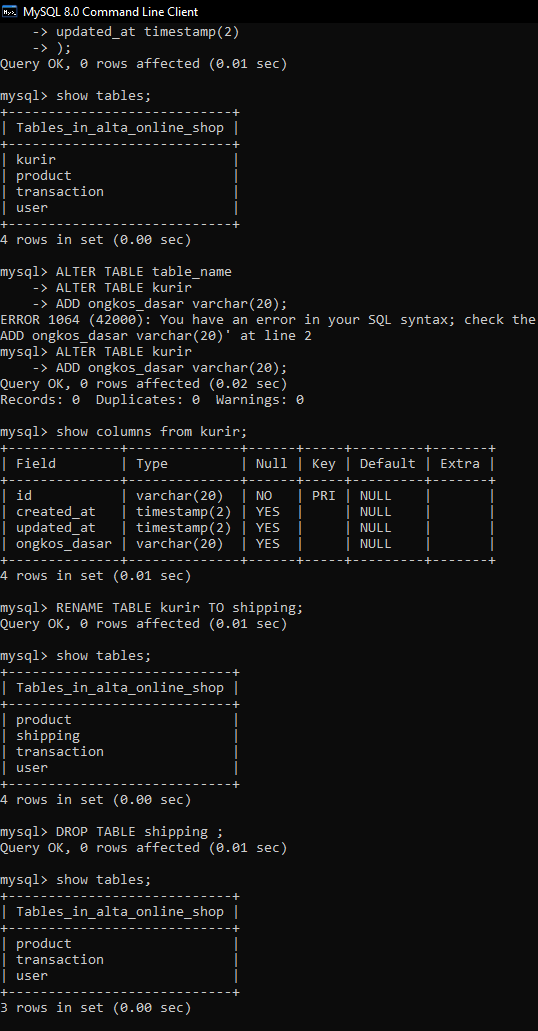 MySQL 8.0 Command Line Client
    -> updated_at timestamp(2)
    -> );
Query OK, 0 rows affected (0.01 sec)

mysql> show tables;
+----------------------------+
| Tables_in_alta_online_shop |
+----------------------------+
| kurir                      |
| product                    |
| transaction                |
| user                       |
+----------------------------+
4 rows in set (0.00 sec)

mysql> ALTER TABLE table_name
    -> ALTER TABLE kurir
    -> ADD ongkos_dasar varchar(20);
ERROR 1064 (42000): You have an error in your SQL syntax; check the
ADD ongkos_dasar varchar(20)' at line 2
mysql> ALTER TABLE kurir
    -> ADD ongkos_dasar varchar(20);
Query OK, 0 rows affected (0.02 sec)
Records: 0  Duplicates: 0  Warnings: 0

mysql> show columns from kurir;
+--------------+--------------+------+-----+---------+-------+
| Field        | Type         | Null | Key | Default | Extra |
+--------------+--------------+------+-----+---------+-------+
| id           | varchar(20)  | NO   | PRI | NULL    |       |
| created_at   | timestamp(2) | YES  |     | NULL    |       |
| updated_at   | timestamp(2) | YES  |     | NULL    |       |
| ongkos_dasar | varchar(20)  | YES  |     | NULL    |       |
+--------------+--------------+------+-----+---------+-------+
4 rows in set (0.01 sec)

mysql> RENAME TABLE kurir TO shipping;
Query OK, 0 rows affected (0.01 sec)

mysql> show tables;
+----------------------------+
| Tables_in_alta_online_shop |
+----------------------------+
| product                    |
| shipping                   |
| transaction                |
| user                       |
+----------------------------+
4 rows in set (0.00 sec)

mysql> DROP TABLE shipping ;
Query OK, 0 rows affected (0.01 sec)

mysql> show tables;
+----------------------------+
| Tables_in_alta_online_shop |
+----------------------------+
| product                    |
| transaction                |
| user                       |
+----------------------------+
3 rows in set (0.00 sec)